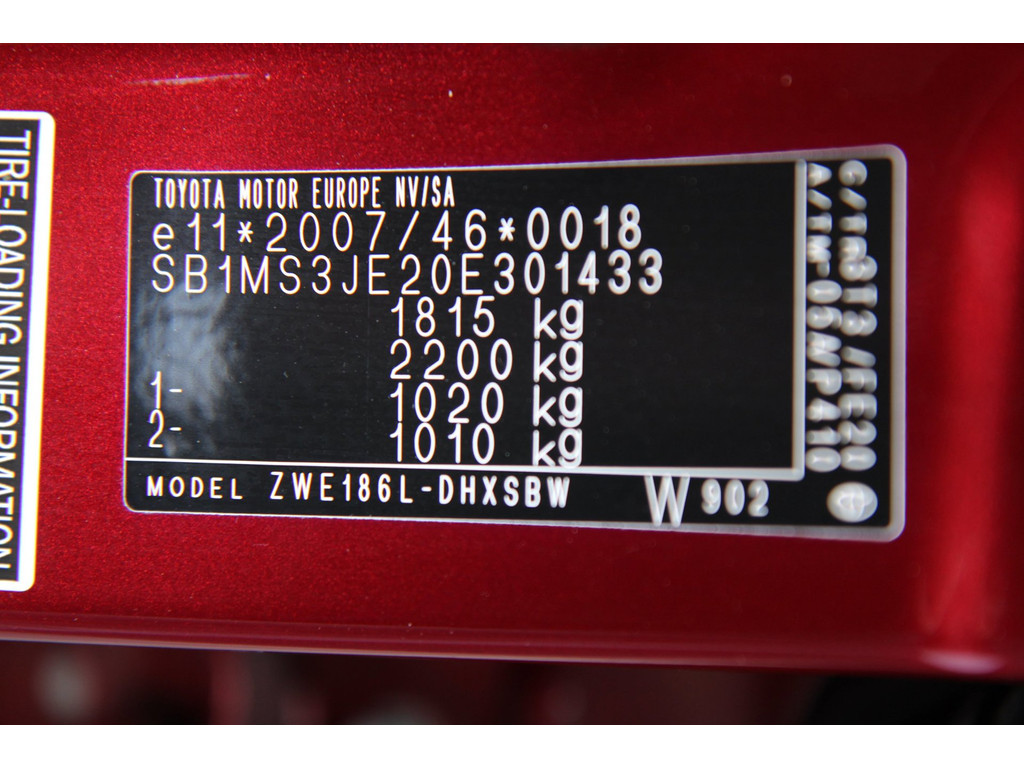 TIRE-LOADING INFORMATION
TOYOTA MOTOR EUROPE NV/SA
e11*2007/46*0018
SB1MS3JE20E301433
1815 kg
2200 kg
1- 1020 kg
2- 1010 kg
MODEL ZWE186L-DHXSBW W 902